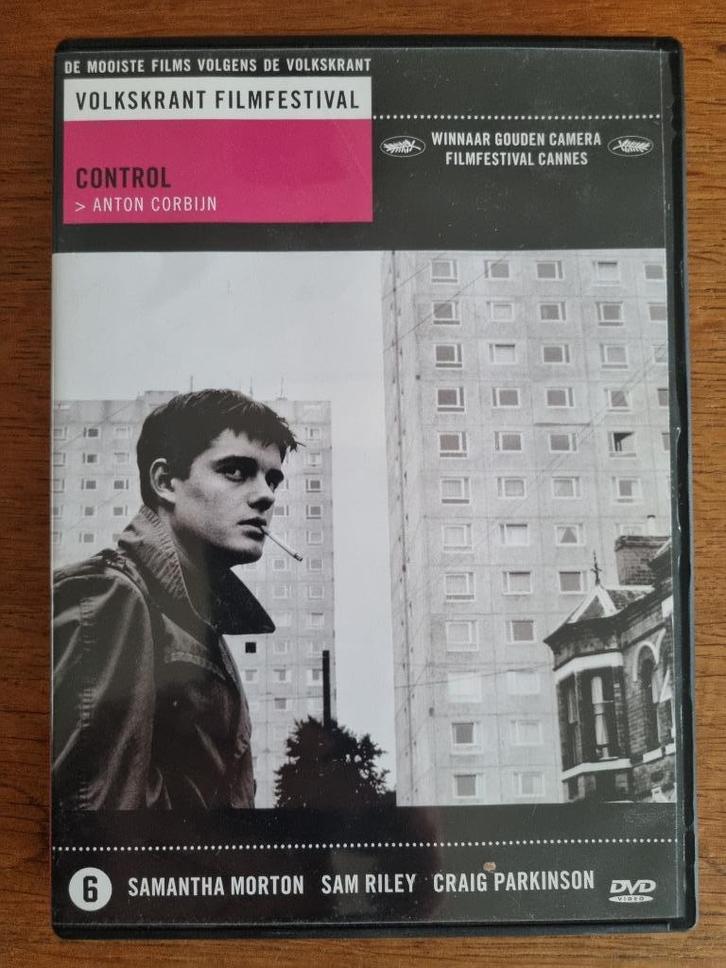 DE MOOISTE FILMS VOLGENS DE VOLKSKRANT
VOLKSKRANT FILMFESTIVAL
CONTROL
> ANTON CORBIJN
WINNAAR GOUDEN CAMERA
FILMFESTIVAL CANNES
6 SAMANTHA MORTON SAM RILEY CRAIG PARKINSON DVD
VIDEO